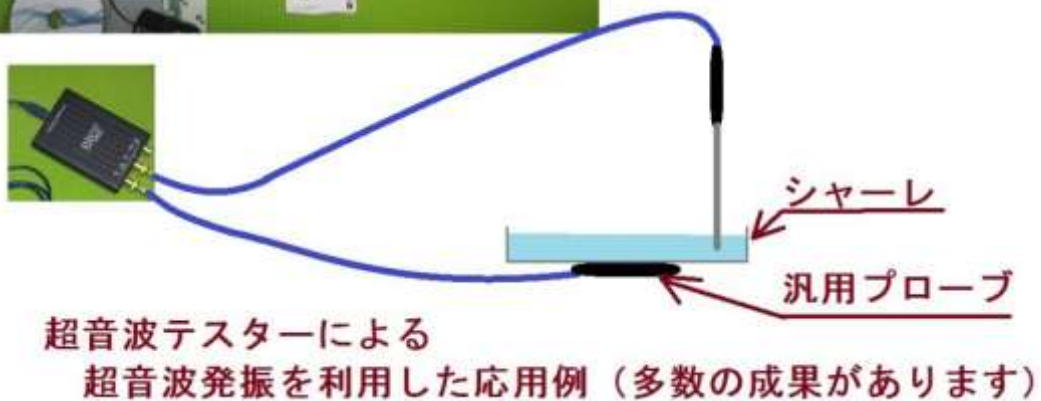 シャーレ
汎用プローブ
超音波テスターによる
超音波発振を利用した応用例（多数の成果があります）